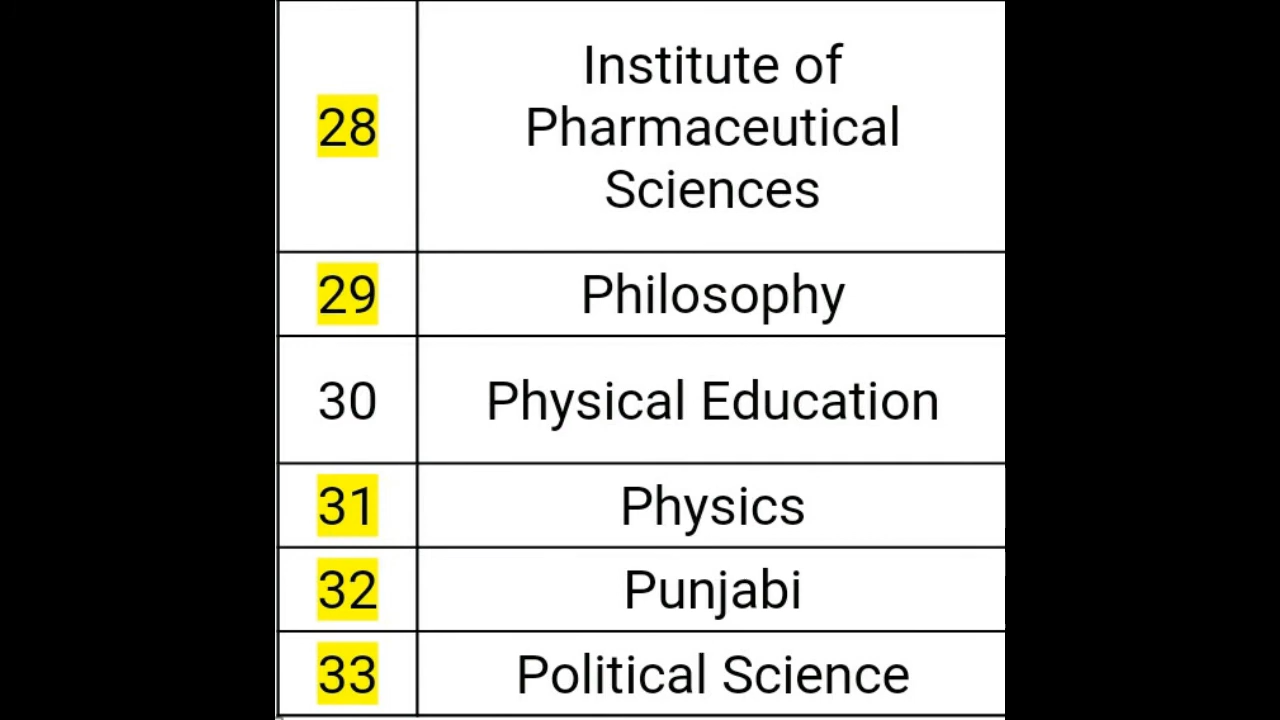 Institute of
28 Pharmaceutical
Sciences
29 Philosophy
30 Physical Education
31 Physics
32 Punjabi
33 Political Science